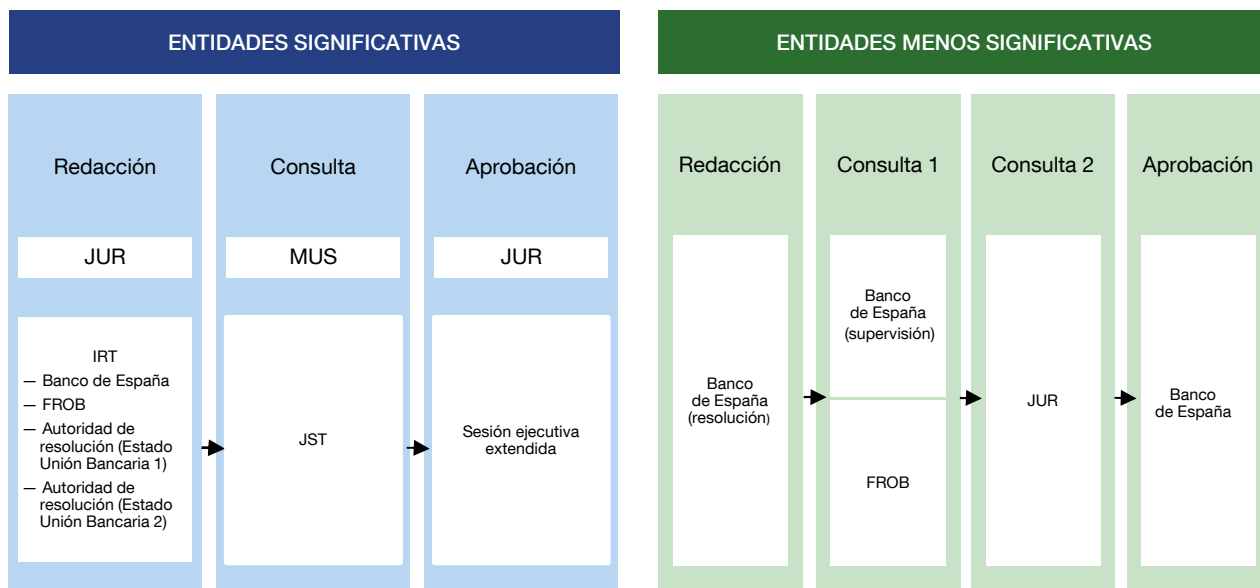 ENTIDADES SIGNIFICATIVAS
Redacción
Consulta
Aprobación
JUR
MUS
JUR
IRT
— Banco de España
— FROB
— Autoridad de
resolución (Estado
Unión Bancaria 1)
— Autoridad de
resolución (Estado
Unión Bancaria 2)
JST
Sesión ejecutiva
extendida
ENTIDADES MENOS SIGNIFICATIVAS
Redacción
Consulta 1
Consulta 2
Aprobación
Banco
de España
(resolución)
Banco
de España
(supervisión)
FROB
JUR
Banco
de España